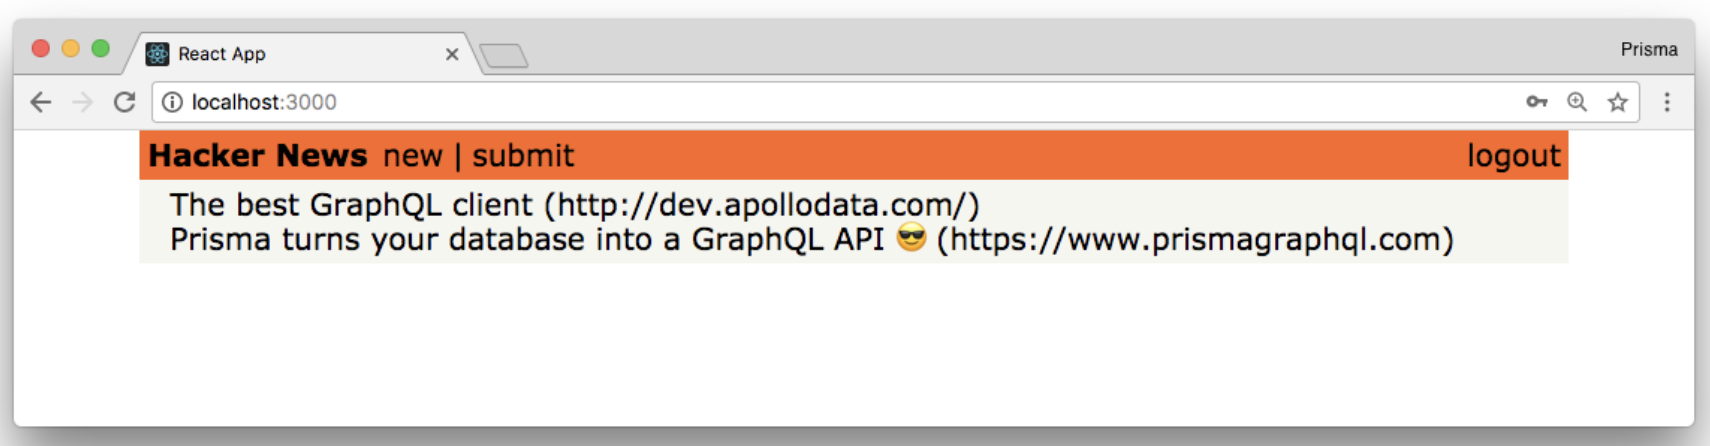 React App
Prisma
localhost:3000
Hacker News new | submit logout
The best GraphQL client (http://dev.apollodata.com/)
Prisma turns your database into a GraphQL API 😎 (https://www.prismagraphql.com)